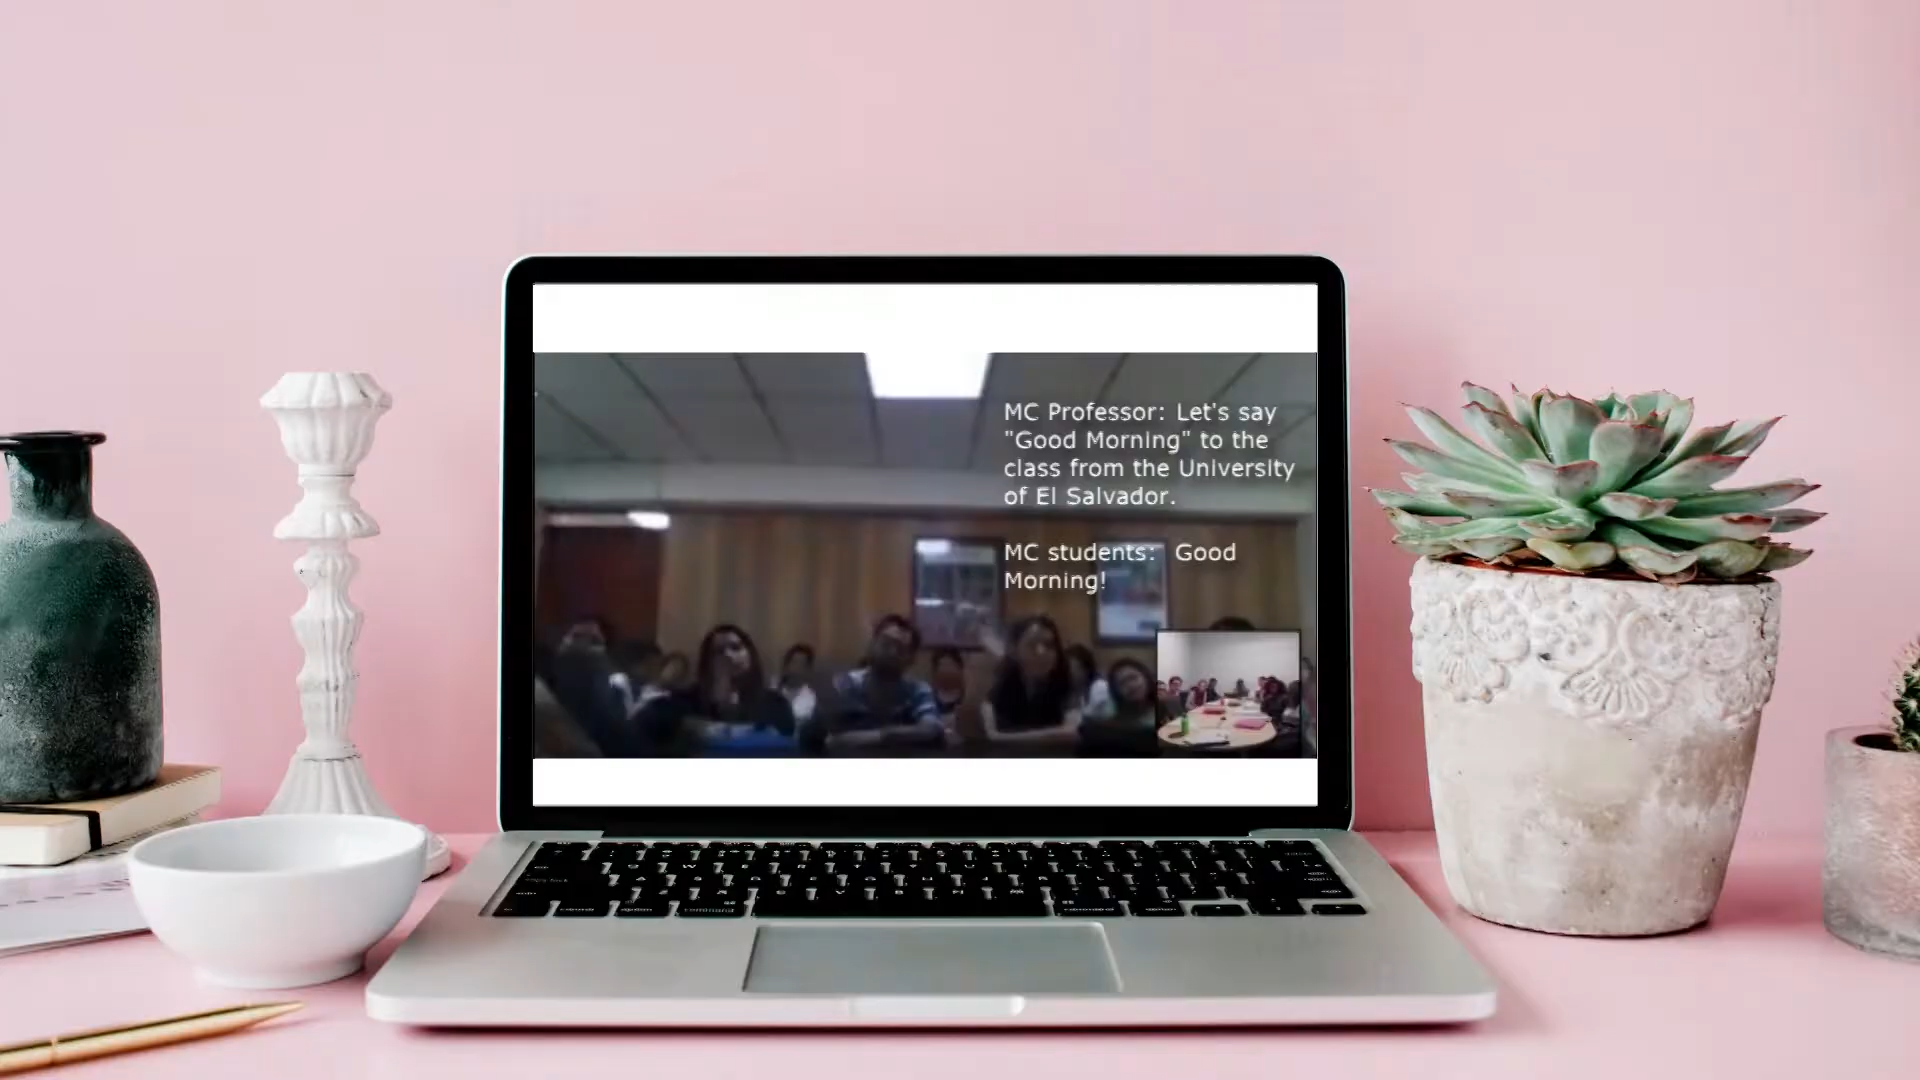 MC Professor: Let's say
"Good Morning" to the
class from the University
of El Salvador.
MC students: Good
Morning!